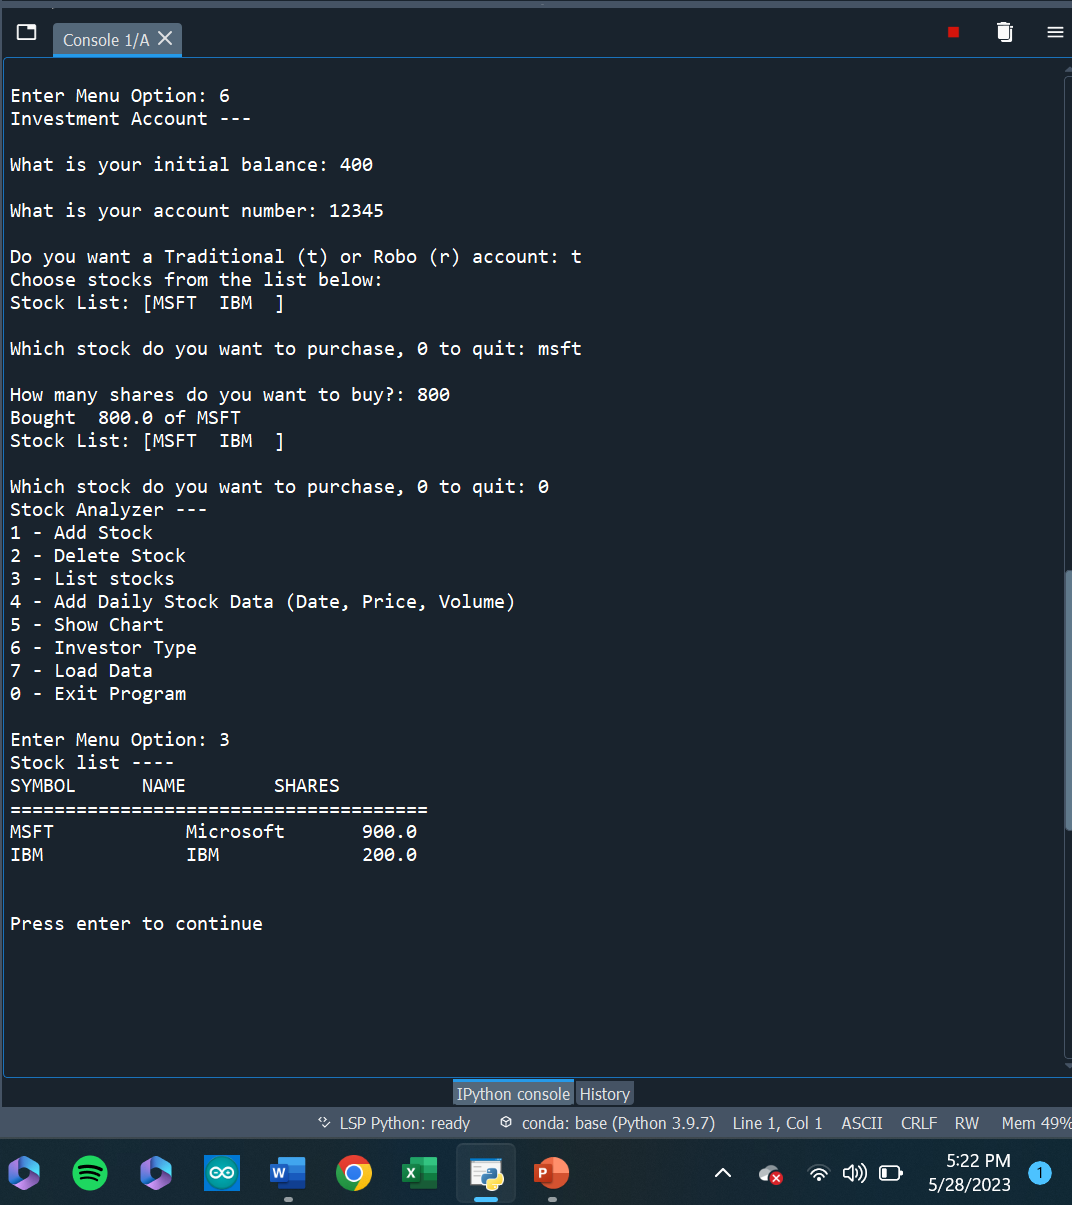 Console 1/A
Enter Menu Option: 6
Investment Account ---
What is your initial balance: 400
What is your account number: 12345
Do you want a Traditional (t) or Robo (r) account: t
Choose stocks from the list below:
Stock List: [MSFT  IBM  ]
Which stock do you want to purchase, 0 to quit: msft
How many shares do you want to buy?: 800
Bought  800.0 of MSFT
Stock List: [MSFT  IBM  ]
Which stock do you want to purchase, 0 to quit: 0
Stock Analyzer ---
1 - Add Stock
2 - Delete Stock
3 - List stocks
4 - Add Daily Stock Data (Date, Price, Volume)
5 - Show Chart
6 - Investor Type
7 - Load Data
0 - Exit Program
Enter Menu Option: 3
Stock list ----
SYMBOL      NAME        SHARES
======================================
MSFT            Microsoft       900.0
IBM             IBM             200.0
Press enter to continue
IPython console History
LSP Python: ready conda: base (Python 3.9.7) Line 1, Col 1 ASCII CRLF RW Mem 49%
W X P 5:22 PM 1
5/28/2023